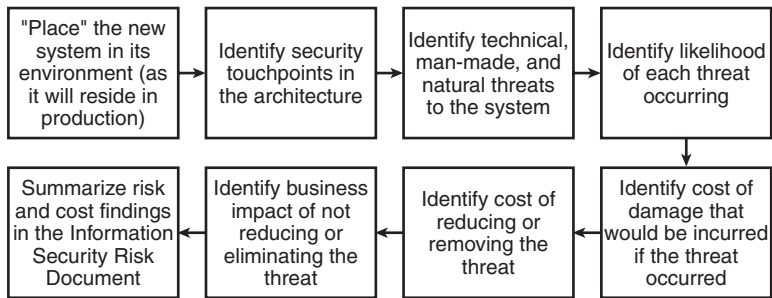 "Place" the new
system in its
environment (as
it will reside in
production)
Identify security
touchpoints in
the architecture
Identify technical,
man-made, and
natural threats
to the system
Identify likelihood
of each threat
occurring
Identify cost of
damage that
would be incurred
if the threat
occurred
Identify cost of
reducing or
removing the
threat
Identify business
impact of not
reducing or
eliminating the
threat
Summarize risk
and cost findings
in the Information
Security Risk
Document